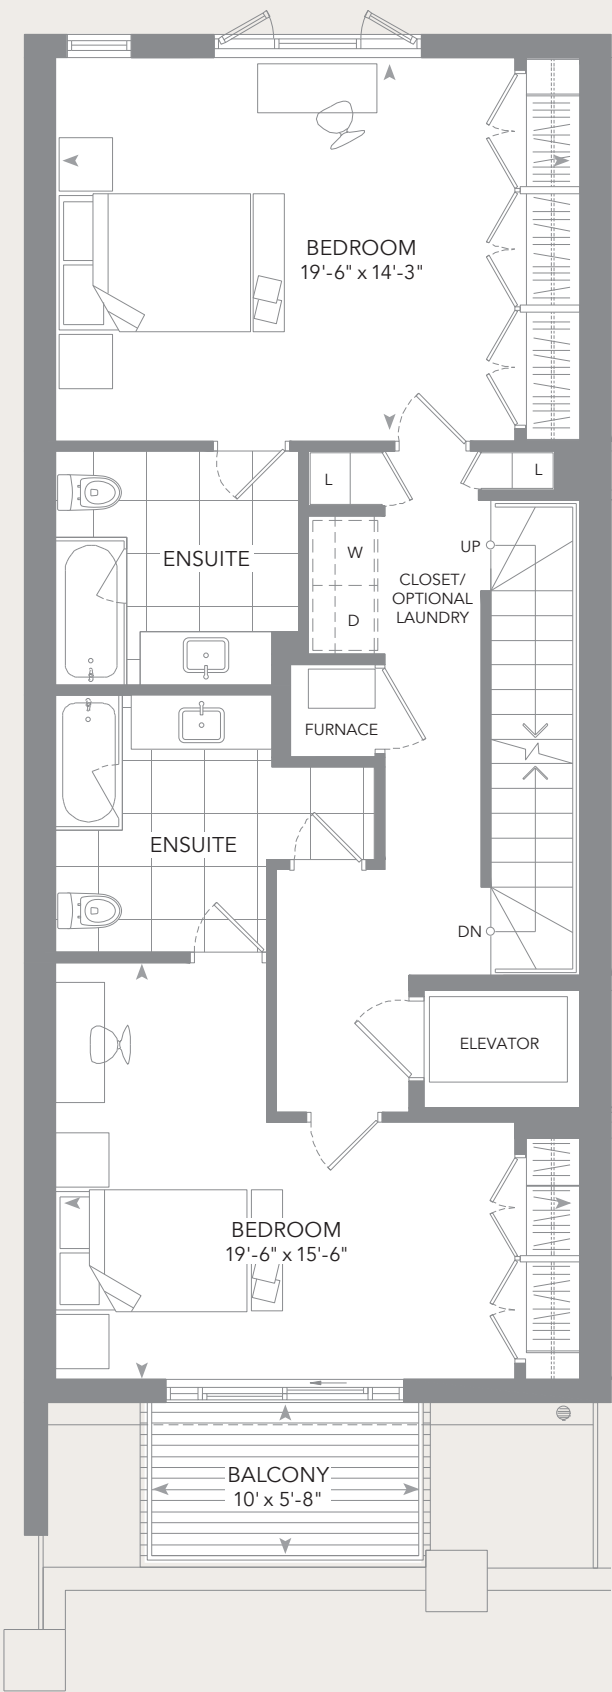 BEDROOM
19'-6" x 14'-3"
L
L
W
UP
ENSUITE
CLOSET/
OPTIONAL
LAUNDRY
D
FURNACE
ENSUITE
DN
ELEVATOR
BEDROOM
19'-6" x 15'-6"
BALCONY
10' x 5'-8"